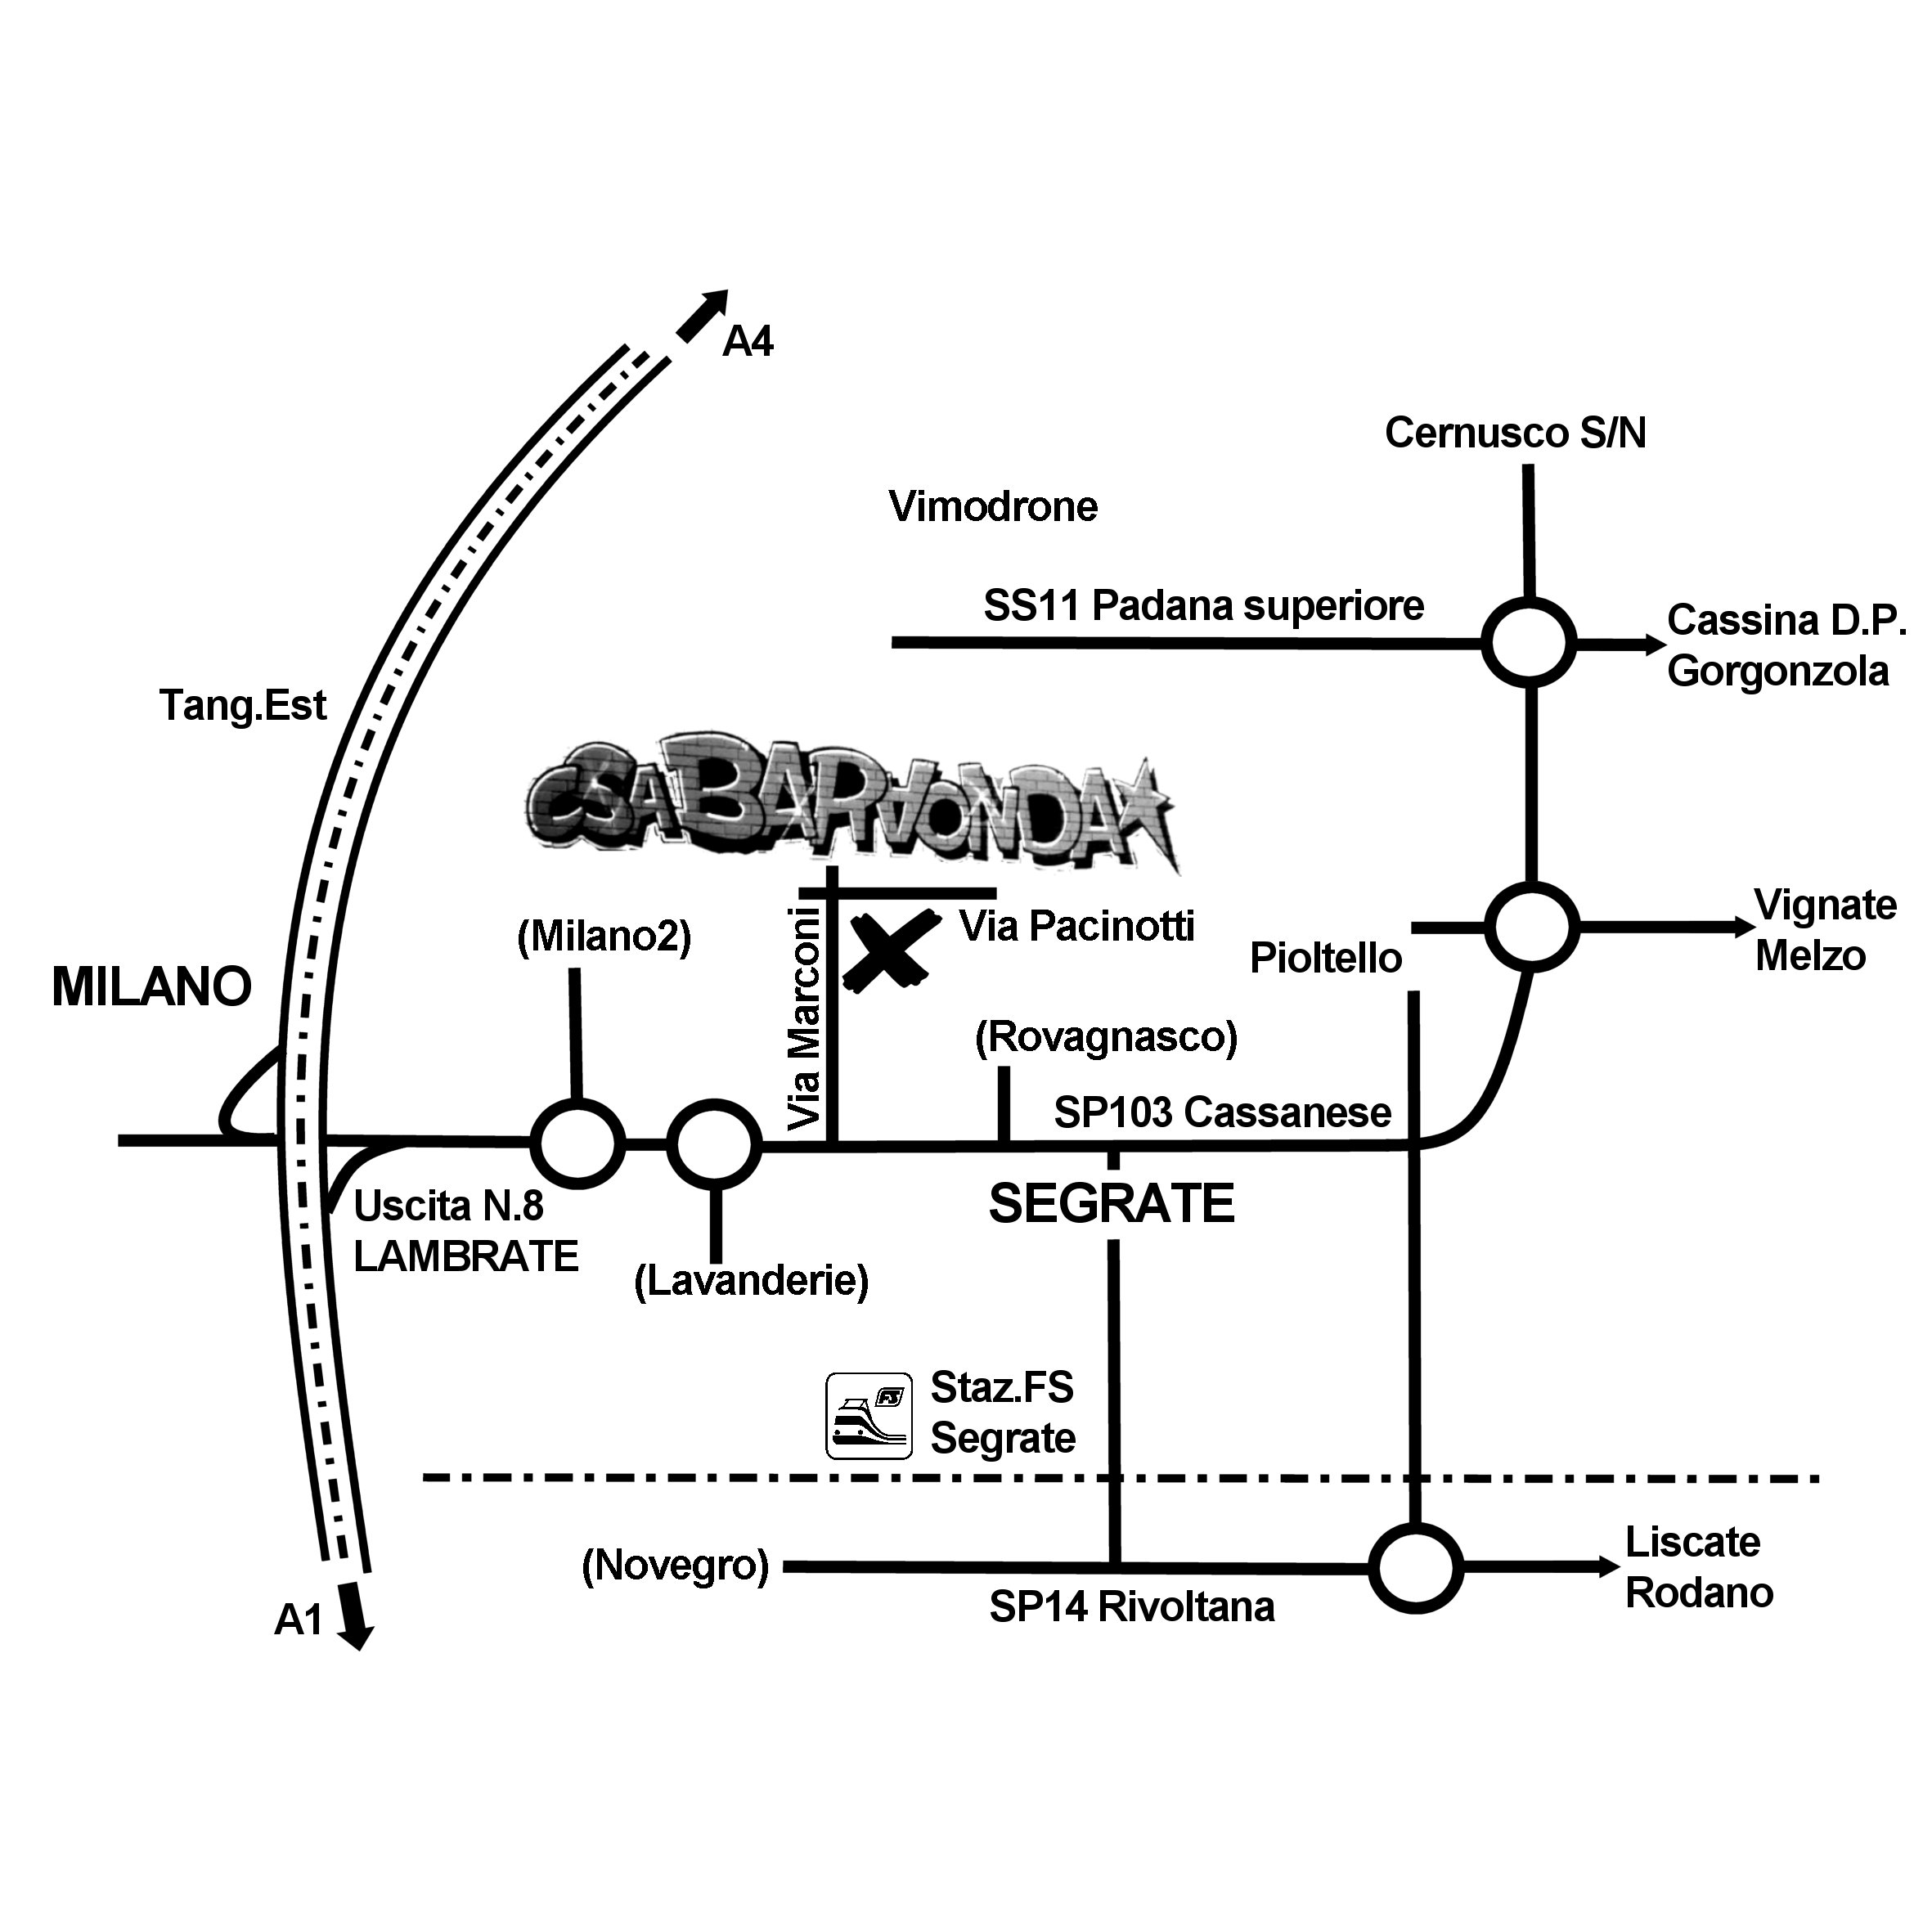 A4
Cernusco S/N
Vimodrone
SS11 Padana superiore
Cassina D.P.
Gorgonzola
Tang.Est
CSA BARAONDA
Via Marconi
Via Pacinotti
(Milano2)
Vignate
Melzo
Pioltello
MILANO
(Rovagnasco)
SP103 Cassanese
Uscita N.8
LAMBRATE
SEGRATE
(Lavanderie)
FS
Staz.FS
Segrate
(Novegro)
SP14 Rivoltana
Liscate
Rodano
A1